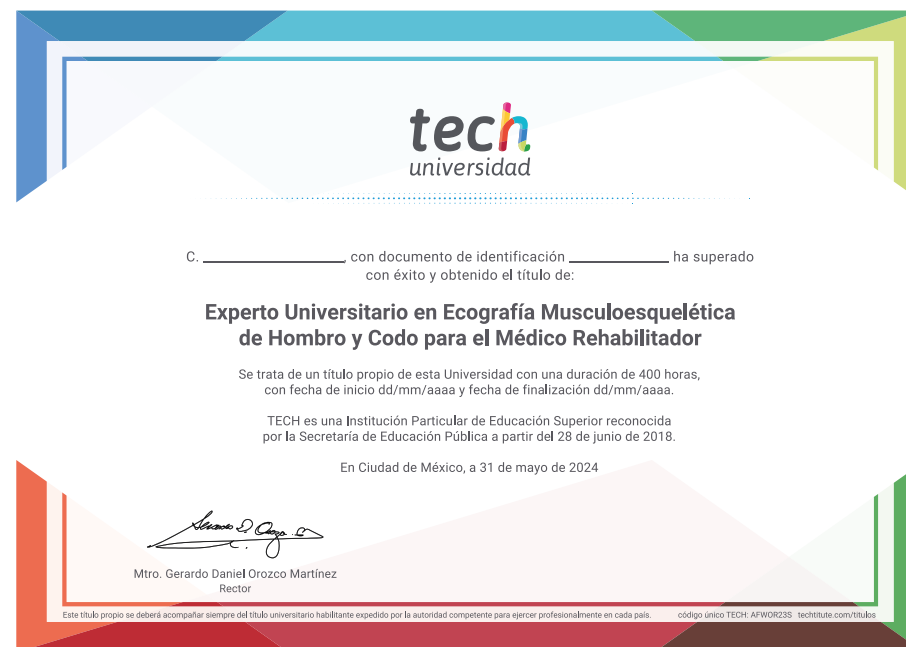 tech
universidad
C. ____________, con documento de identificación ____________ ha superado
con éxito y obtenido el título de:
Experto Universitario en Ecografía Musculoesquelética
de Hombro y Codo para el Médico Rehabilitador
Se trata de un título propio de esta Universidad con una duración de 400 horas,
con fecha de inicio dd/mm/aaaa y fecha de finalización dd/mm/aaaa.
TECH es una Institución Particular de Educación Superior reconocida
por la Secretaría de Educación Pública a partir del 28 de junio de 2018.
En Ciudad de México, a 31 de mayo de 2024
Mtro. Gerardo Daniel Orozco Martínez
Rector
Este título propio se deberá acompañar siempre del título universitario habilitante expedido por la autoridad competente para ejercer profesionalmente en cada país. código único TECH: AFWOR23S techtitute.com/titulos